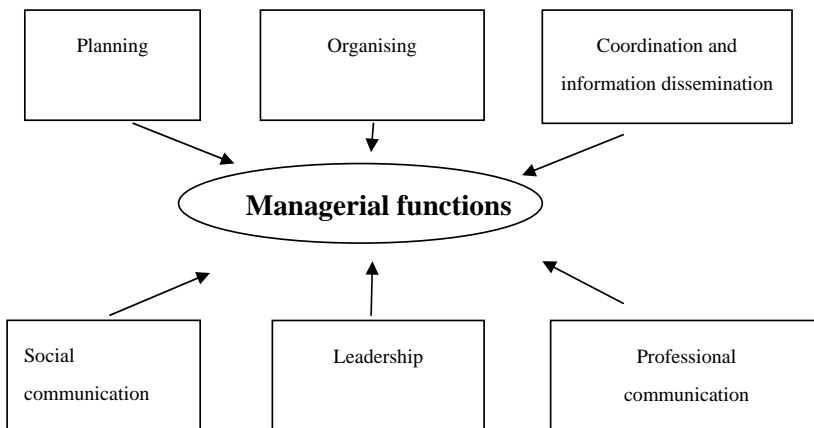 Planning
Organising
Coordination and
information dissemination
Managerial functions
Social
communication
Leadership
Professional
communication